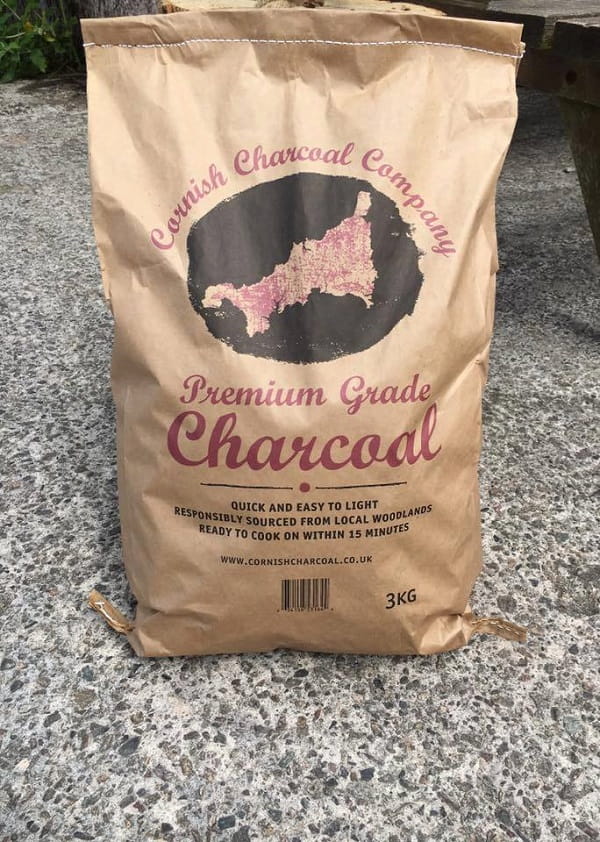 Cornish Charcoal Company
Premium Grade
Charcoal
QUICK AND EASY TO LIGHT
RESPONSIBLY SOURCED FROM LOCAL WOODLANDS
READY TO COOK ON WITHIN 15 MINUTES
WWW.CORNISHCHARCOAL.CO.UK
3KG